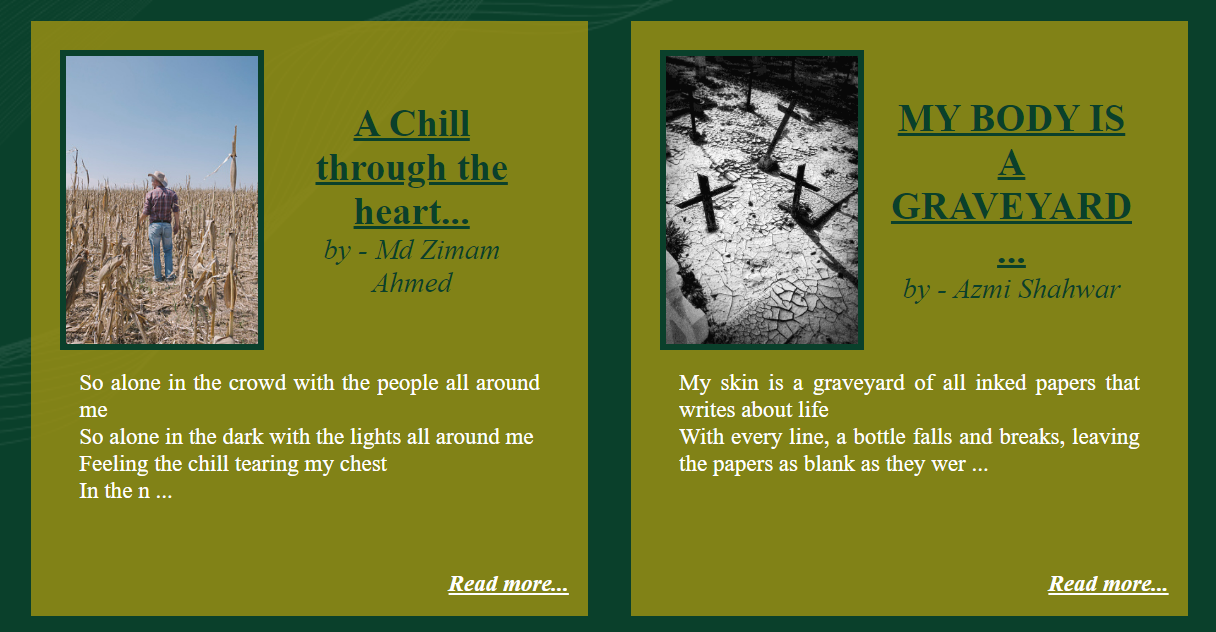 A Chill
through the
heart...
by - Md Zimam
Ahmed
So alone in the crowd with the people all around
me
So alone in the dark with the lights all around me
Feeling the chill tearing my chest
In the n ...
Read more...
MY BODY IS
A
GRAVEYARD
...
by - Azmi Shahwar
My skin is a graveyard of all inked papers that
writes about life
With every line, a bottle falls and breaks, leaving
the papers as blank as they wer ...
Read more...